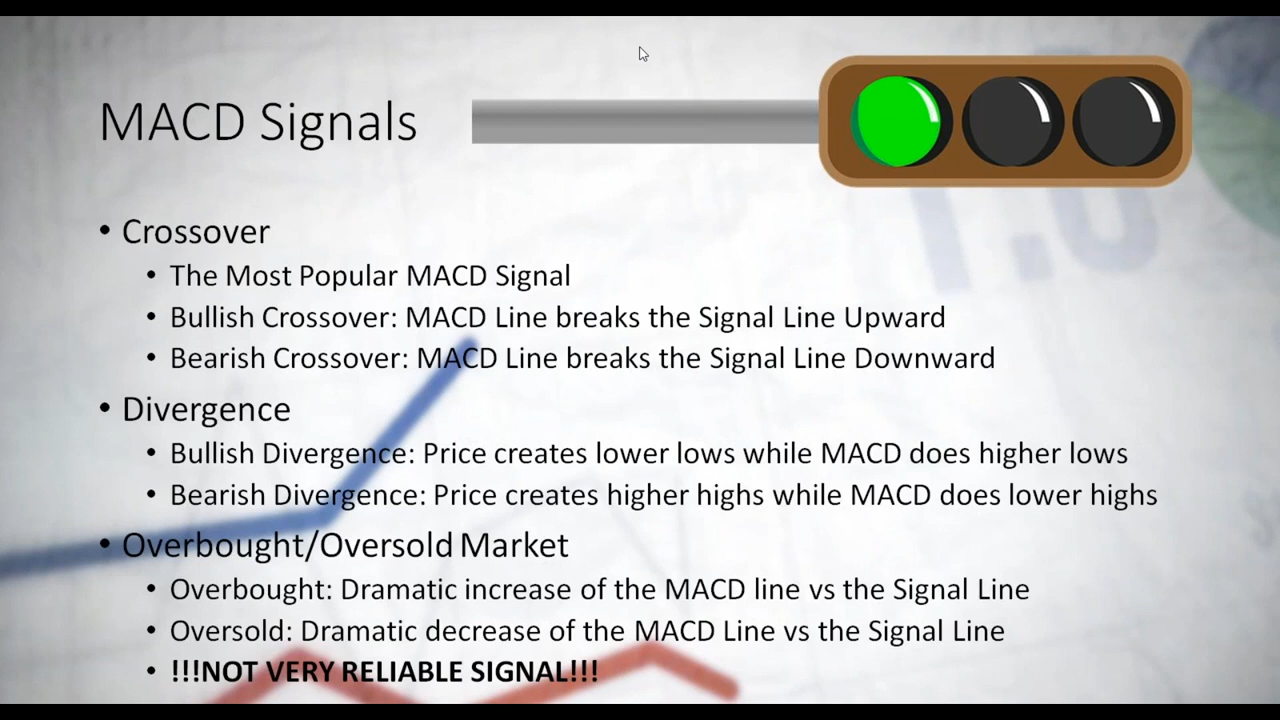 MACD Signals
• Crossover
• The Most Popular MACD Signal
• Bullish Crossover: MACD Line breaks the Signal Line Upward
• Bearish Crossover: MACD Line breaks the Signal Line Downward
• Divergence
• Bullish Divergence: Price creates lower lows while MACD does higher lows
• Bearish Divergence: Price creates higher highs while MACD does lower highs
• Overbought/Oversold Market
• Overbought: Dramatic increase of the MACD line vs the Signal Line
• Oversold: Dramatic decrease of the MACD Line vs the Signal Line
• !!!NOT VERY RELIABLE SIGNAL!!!